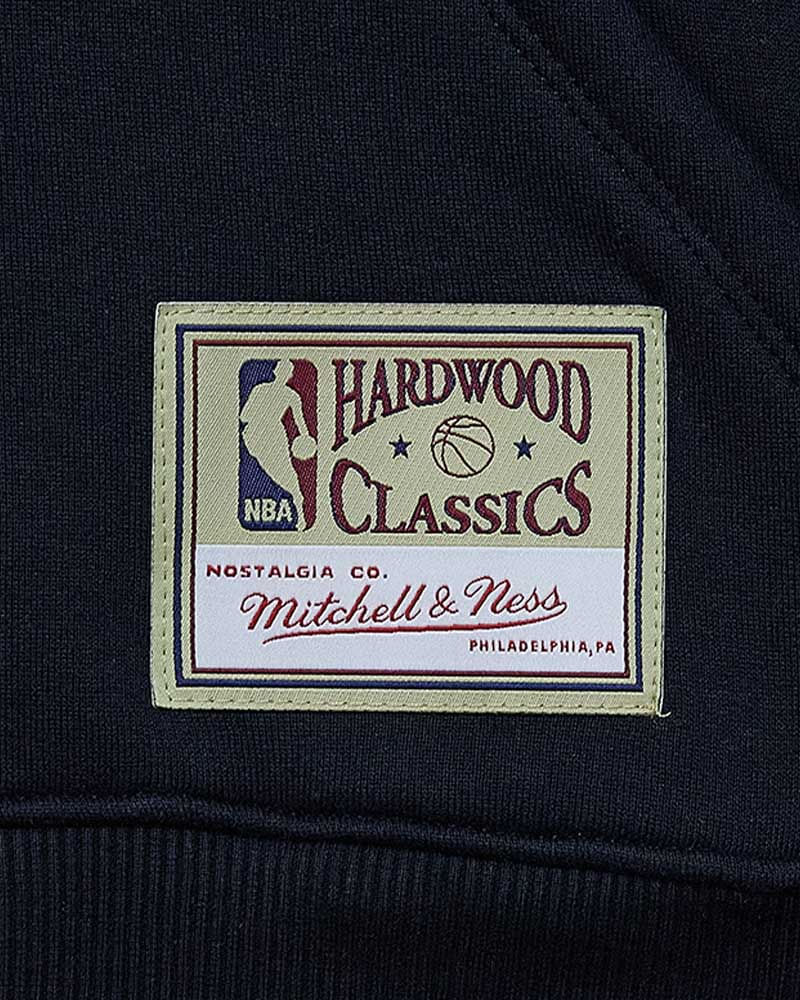 NBA
HARDWOOD
CLASSICS
NOSTALGIA CO.
Mitchell & Ness
PHILADELPHIA, PA